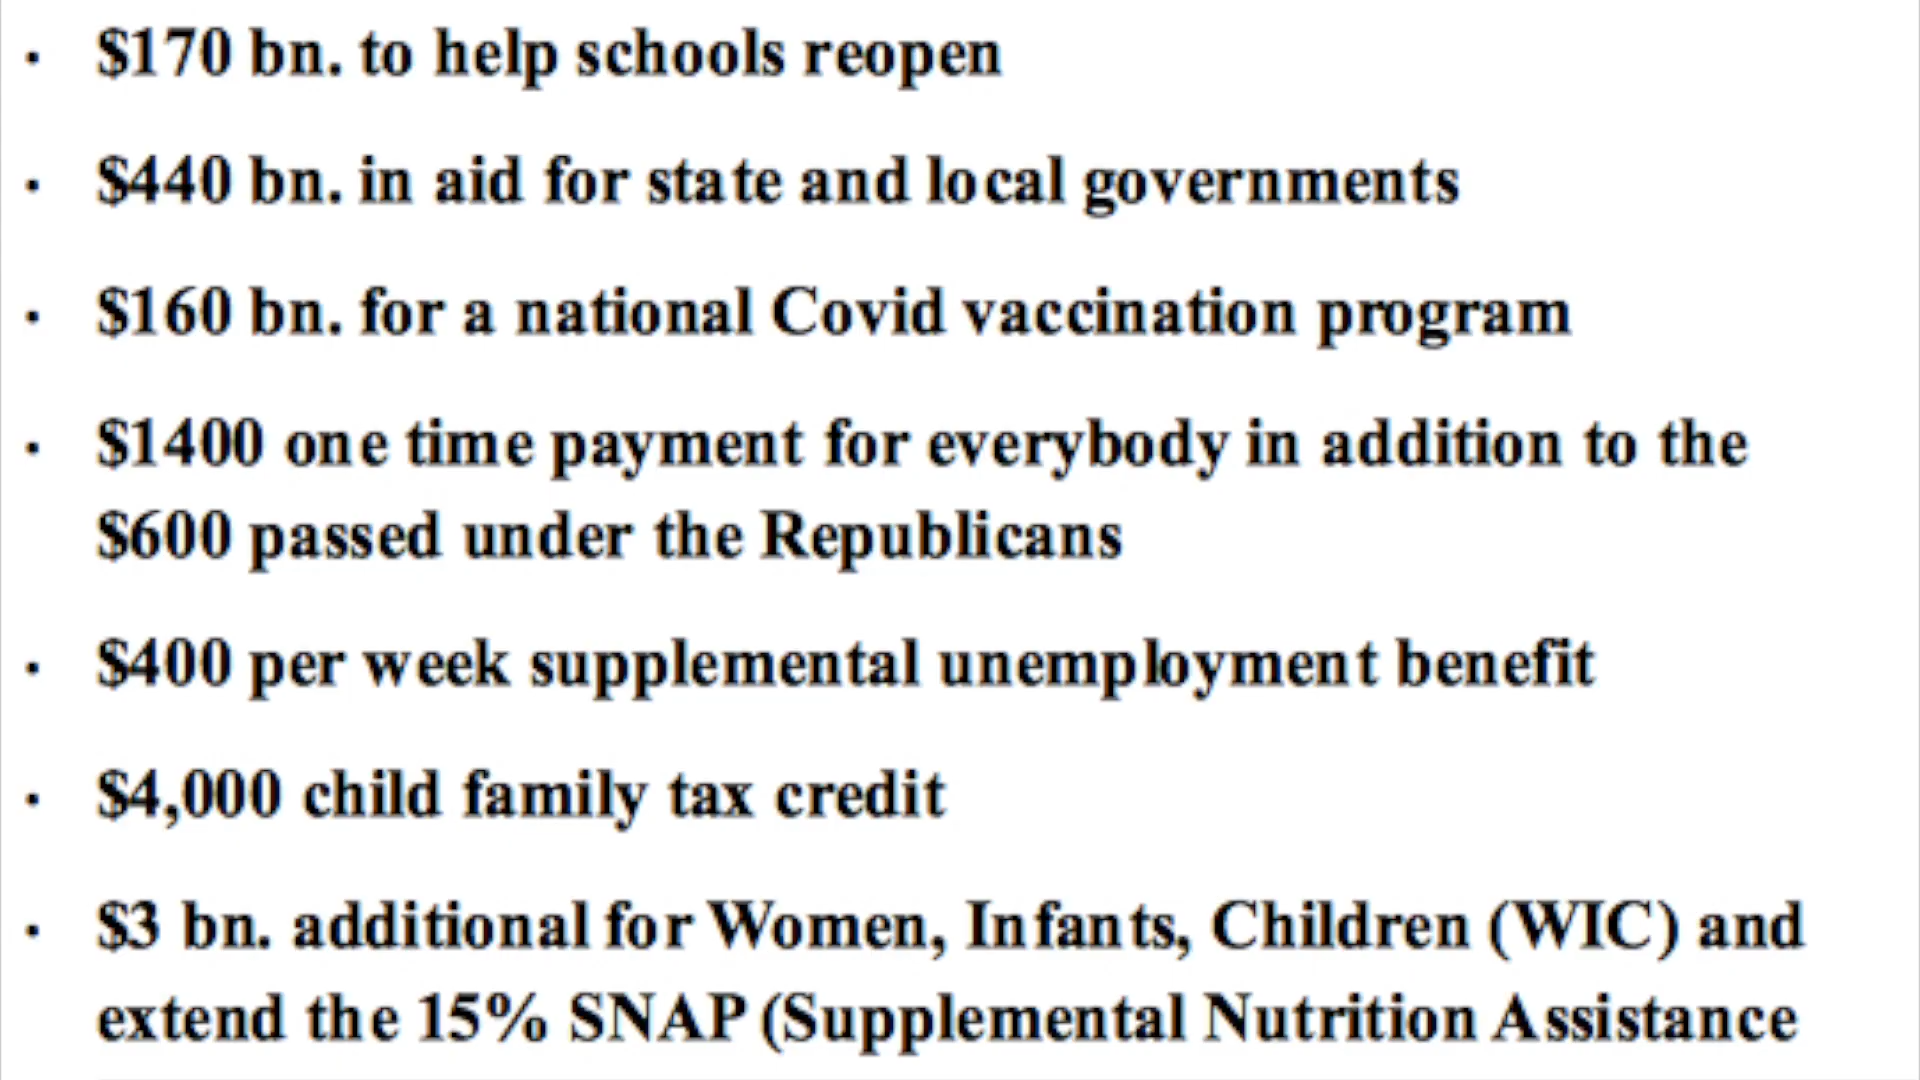 · $170 bn. to help schools reopen
· $440 bn. in aid for state and local governments
· $160 bn. for a national Covid vaccination program
· $1400 one time payment for everybody in addition to the
$600 passed under the Republicans
· $400 per week supplemental unemployment benefit
· $4,000 child family tax credit
· $3 bn. additional for Women, Infants, Children (WIC) and
extend the 15% SNAP (Supplemental Nutrition Assistance